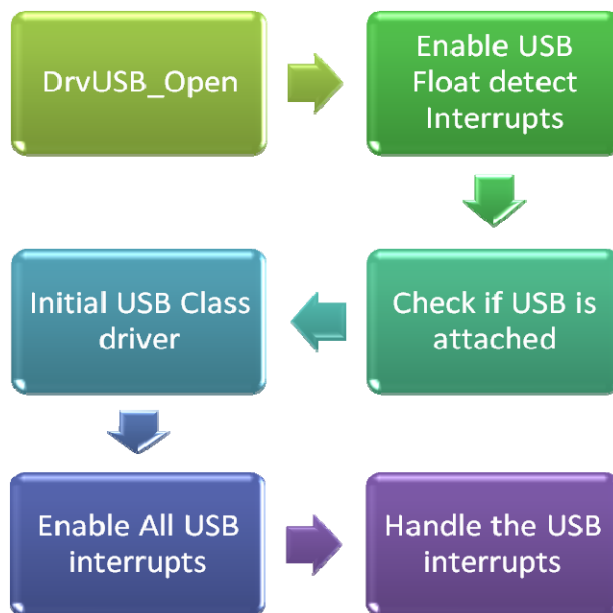 DrvUSB_Open
Enable USB
Float detect
Interrupts
Check if USB is
attached
Initial USB Class
driver
Enable All USB
interrupts
Handle the USB
interrupts